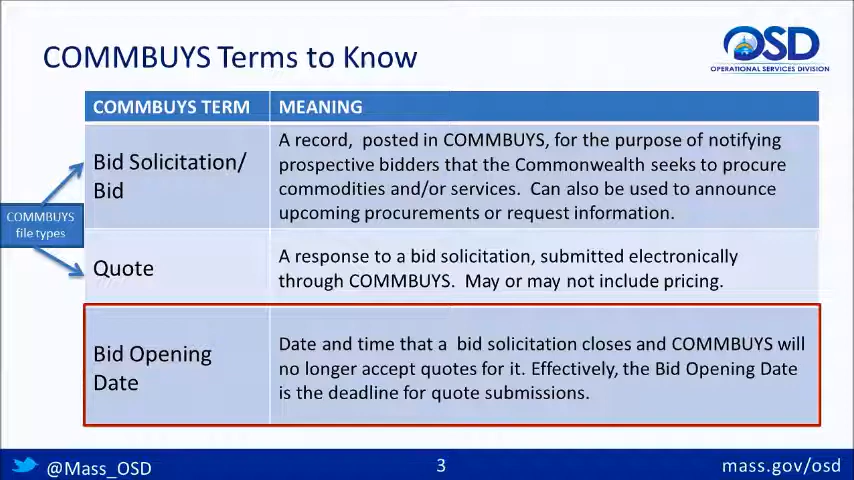 COMMBUYS Terms to Know
OSD
OPERATIONAL SERVICES DIVISION
COMMBUYS TERM
MEANING
Bid Solicitation/
Bid
A record, posted in COMMBUYS, for the purpose of notifying
prospective bidders that the Commonwealth seeks to procure
commodities and/or services. Can also be used to announce
upcoming procurements or request information.
COMMBUYS
file types
Quote
A response to a bid solicitation, submitted electronically
through COMMBUYS. May or may not include pricing.
Bid Opening
Date
Date and time that a bid solicitation closes and COMMBUYS will
no longer accept quotes for it. Effectively, the Bid Opening Date
is the deadline for quote submissions.
@Mass_OSD
3
mass.gov/osd